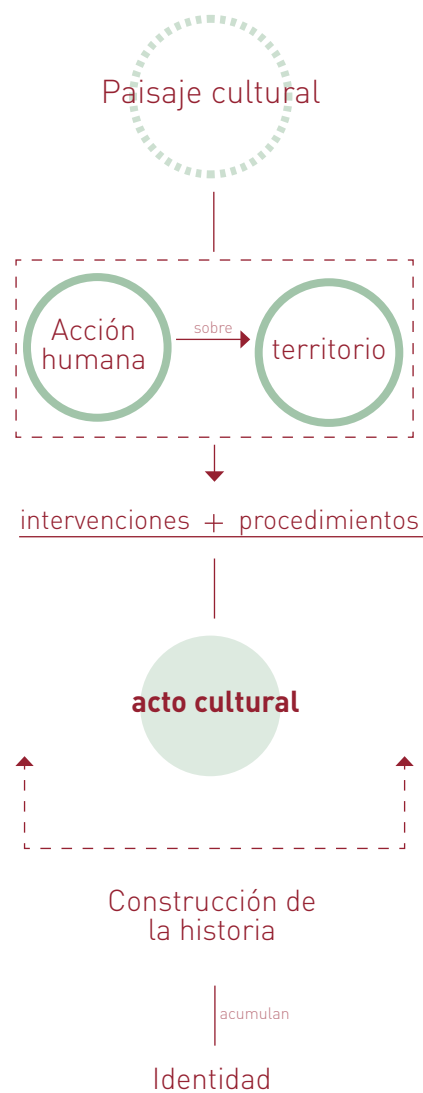 Paisaje cultural
Acción
humana
sobre
territorio
intervenciones + procedimientos
acto cultural
Construcción de
la historia
acumulan
Identidad